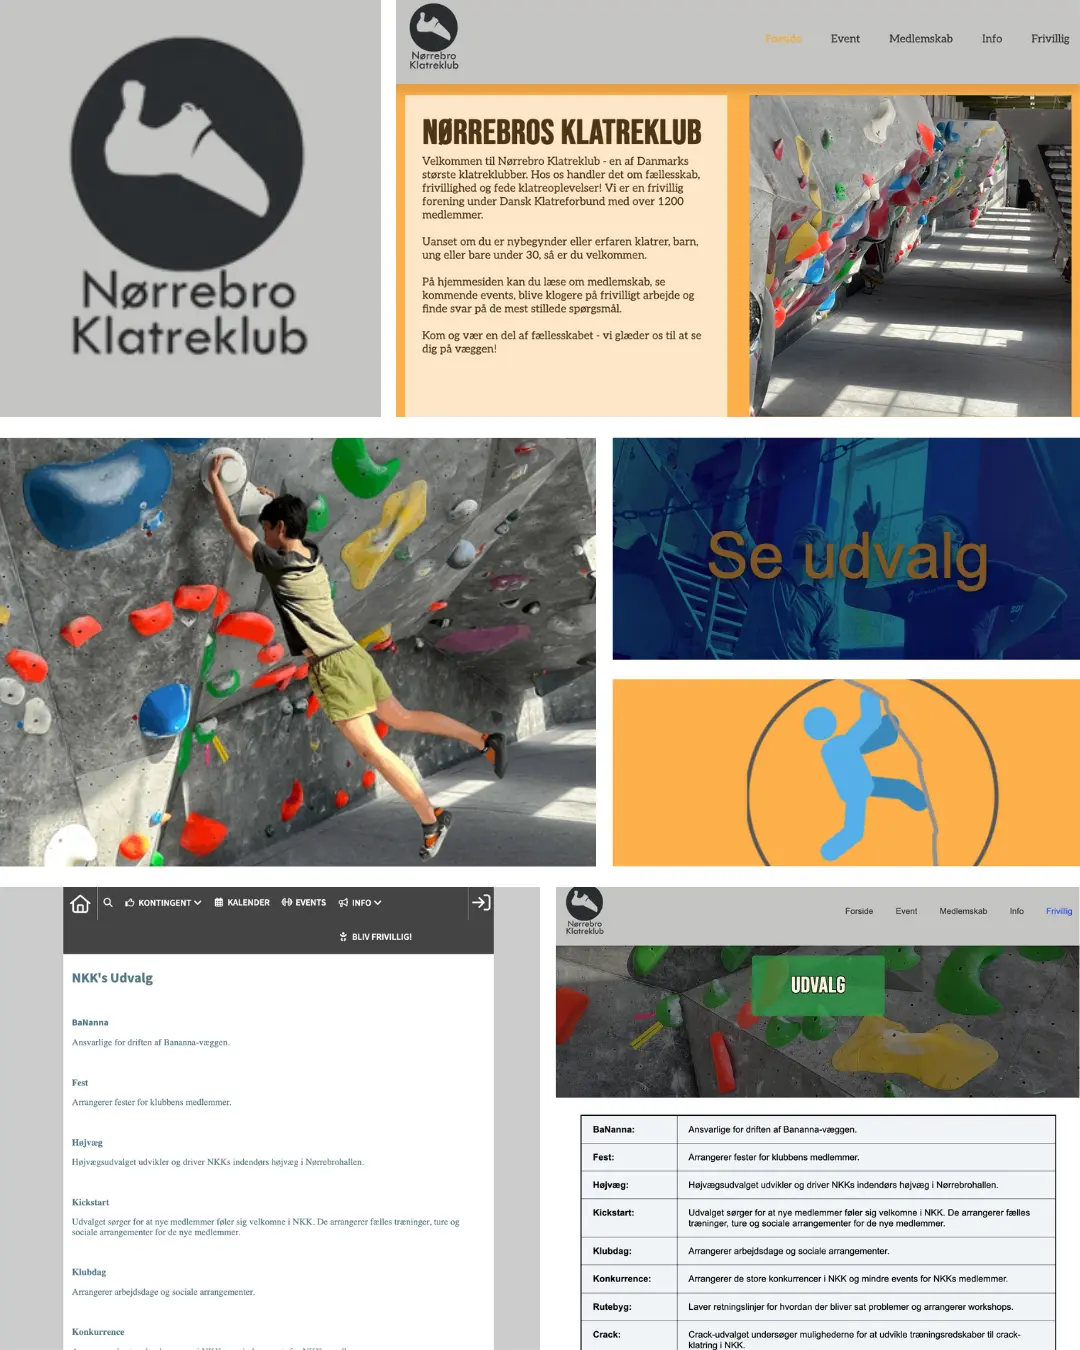 Nørrebro
Klatreklub
Nørrebro
Klatreklub
Forside
Event
Medlemskab
Info
Frivillig
NØRREBROS KLATREKLUB
Velkommen til Nørrebro Klatreklub - en af Danmarks
største klatreklubber. Hos os handler det om fællesskab,
frivillighed og fede klatreoplevelser! Vi er en frivillig
forening under Dansk Klatreforbund med over 1200
medlemmer.
Uanset om du er nybegynder eller erfaren klatrer, barn,
ung eller bare under 30, så er du velkommen.
På hjemmesiden kan du læse om medlemskab, se
kommende events, blive klogere på frivilligt arbejde og
finde svar på de mest stillede spørgsmål.
Kom og vær en del af fællesskabet - vi glæder os til at se
dig på væggen!
Se udvalg
KONTINGENT
KALENDER
EVENTS
INFO
BLIV FRIVILLIG!
NKK's Udvalg
BaNanna
Ansvarlige for driften af Bananna-væggen.
Fest
Arrangerer fester for klubbens medlemmer.
Højvæg
Højvægsudvalget udvikler og driver NKKs indendørs højvæg i Nørrebrohallen.
Kickstart
Udvalget sørger for at nye medlemmer føler sig velkomne i NKK. De arrangerer fælles træninger, ture og
sociale arrangementer for de nye medlemmer.
Klubdag
Arrangerer arbejdsdage og sociale arrangementer.
Konkurrence
Nørrebro
Klatreklub
Forside
Event
Medlemskab
Info
Frivillig
UDVALG
BaNanna: Ansvarlige for driften af Bananna-væggen.
Fest: Arrangerer fester for klubbens medlemmer.
Højvæg: Højvægsudvalget udvikler og driver NKKs indendørs højvæg i Nørrebrohallen.
Kickstart: Udvalget sørger for at nye medlemmer føler sig velkomne i NKK. De arrangerer fælles
træninger, ture og sociale arrangementer for de nye medlemmer.
Klubdag: Arrangerer arbejdsdage og sociale arrangementer.
Konkurrence: Arrangerer de store konkurrencer i NKK og mindre events for NKKs medlemmer.
Rutebyg: Laver retningslinjer for hvordan der bliver sat problemer og arrangerer workshops.
Crack: Crack-udvalget undersøger mulighederne for at udvikle træningsredskaber til crack-
klatring i NKK.